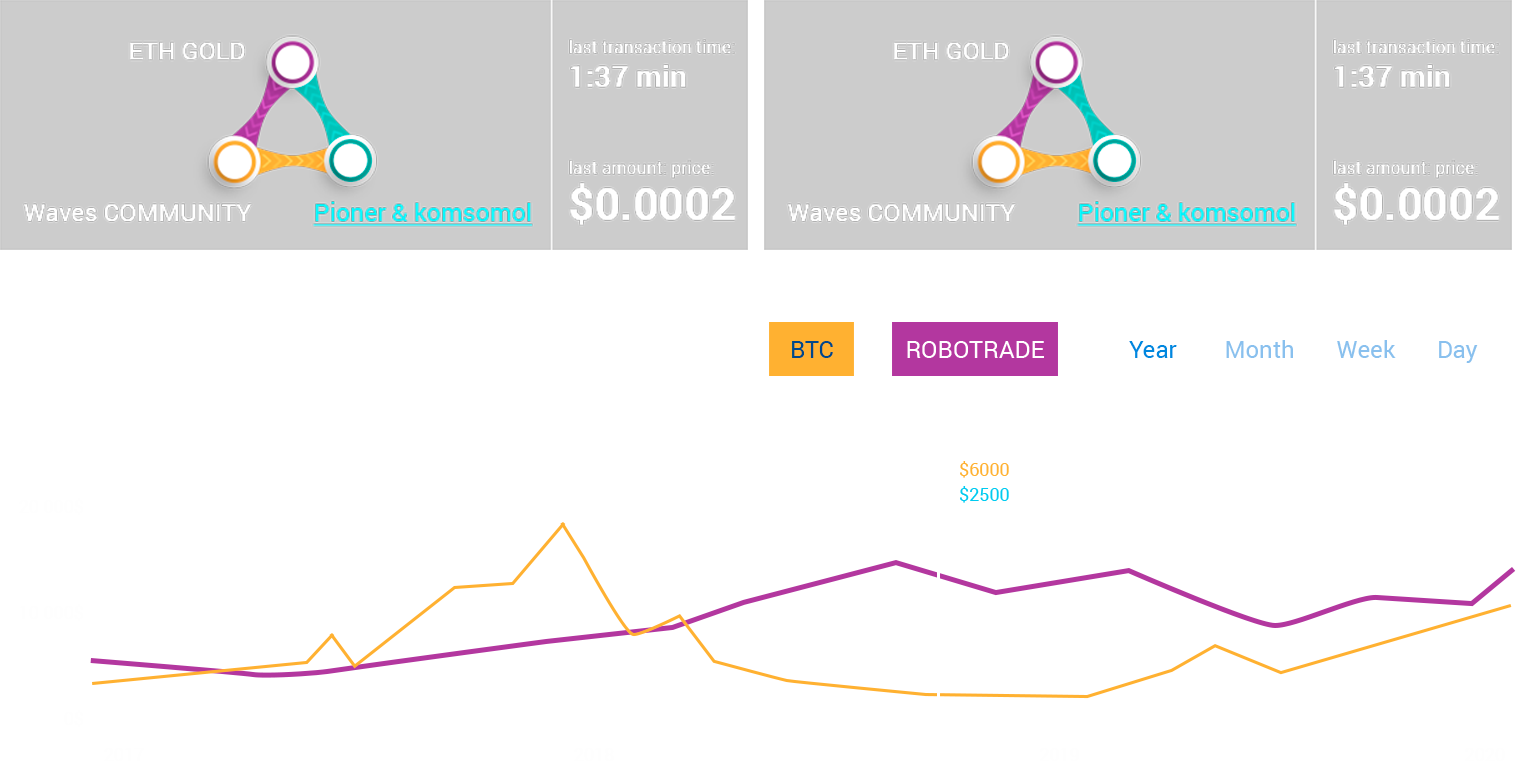 ETH GOLD
Waves COMMUNITY
Pioner & komsomol
last transaction time
1:37 min
last amount: price
$0.0002
ETH GOLD
Waves COMMUNITY
Pioner & komsomol
last transaction time
1:37 min
last amount: price
$0.0002
BTC
ROBOTRADE
Year
Month
Week
Day
$6000
$2500